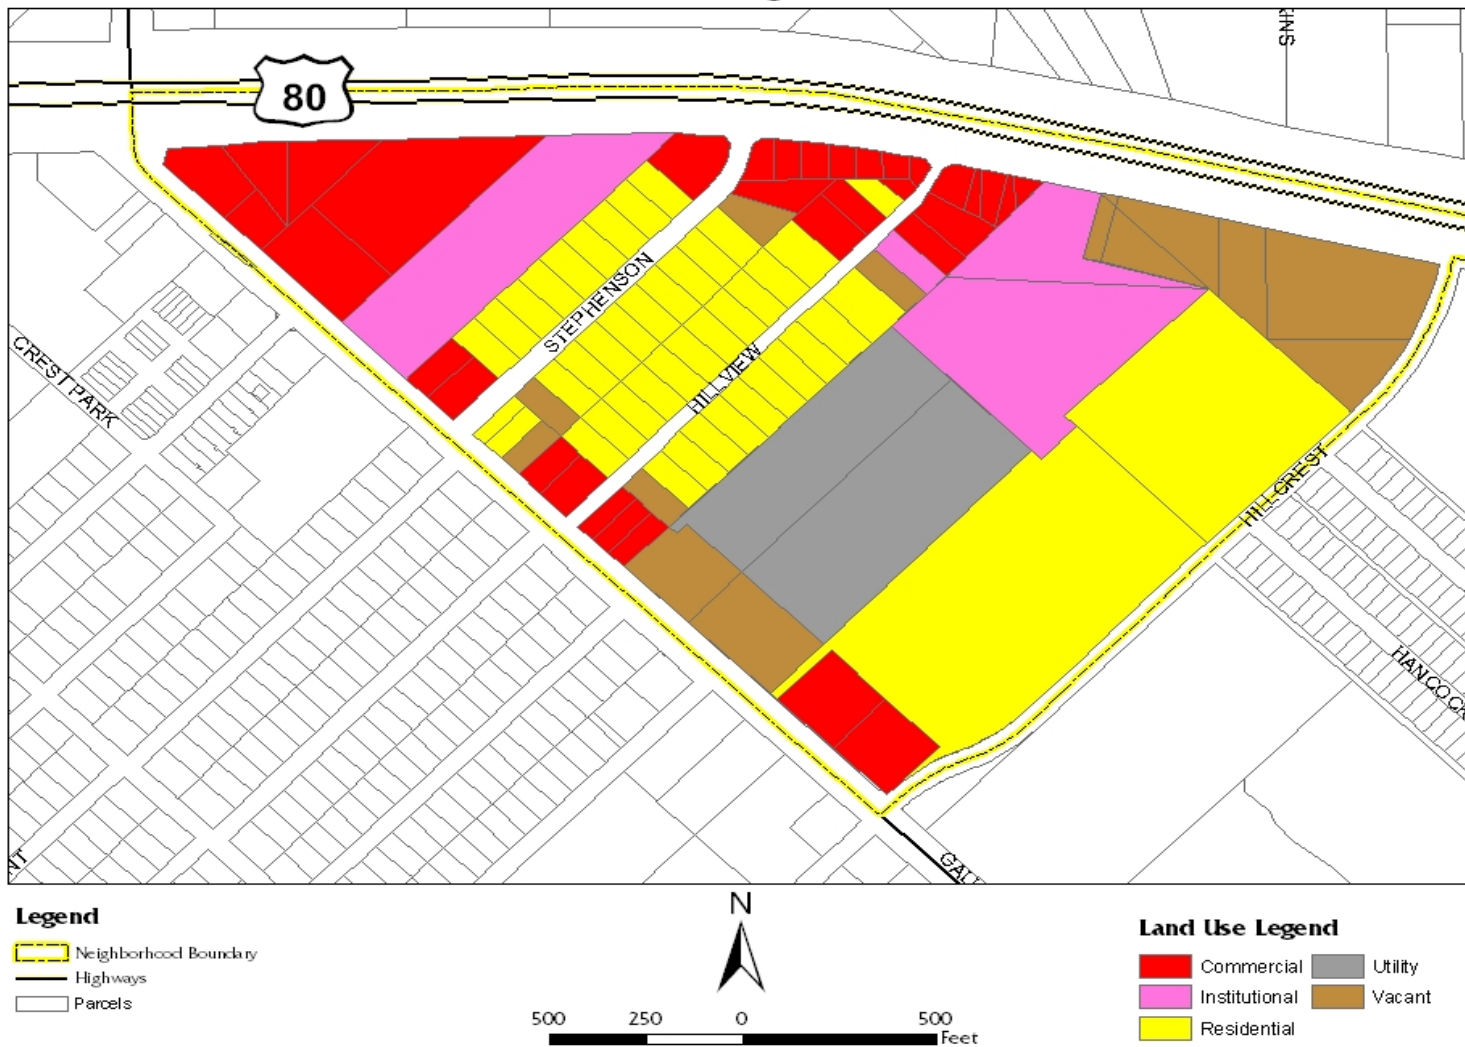 80
STEPHENSON
HILLVIEW
CREST PARK
HILLCREST
HANCOCK
Legend
Neighborhood Boundary
Highways
Parcels
N
500 250 0 500
Feet
Land Use Legend
Commercial
Utility
Institutional
Vacant
Residential